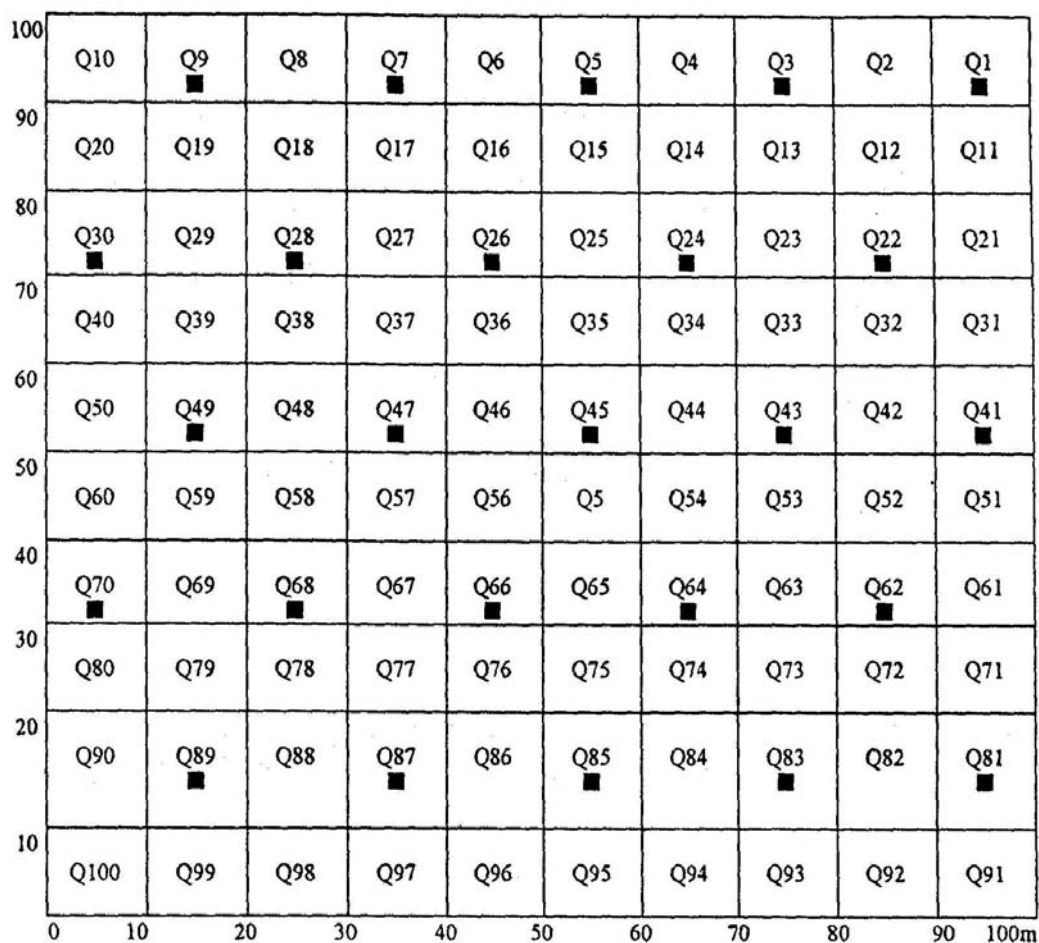 100
Q10 Q9 Q8 Q7 Q6 Q5 Q4 Q3 Q2 Q1
90
Q20 Q19 Q18 Q17 Q16 Q15 Q14 Q13 Q12 Q11
80
Q30 Q29 Q28 Q27 Q26 Q25 Q24 Q23 Q22 Q21
70
Q40 Q39 Q38 Q37 Q36 Q35 Q34 Q33 Q32 Q31
60
Q50 Q49 Q48 Q47 Q46 Q45 Q44 Q43 Q42 Q41
50
Q60 Q59 Q58 Q57 Q56 Q5 Q54 Q53 Q52 Q51
40
Q70 Q69 Q68 Q67 Q66 Q65 Q64 Q63 Q62 Q61
30
Q80 Q79 Q78 Q77 Q76 Q75 Q74 Q73 Q72 Q71
20
Q90 Q89 Q88 Q87 Q86 Q85 Q84 Q83 Q82 Q81
10
Q100 Q99 Q98 Q97 Q96 Q95 Q94 Q93 Q92 Q91
0 10 20 30 40 50 60 70 80 90 100m